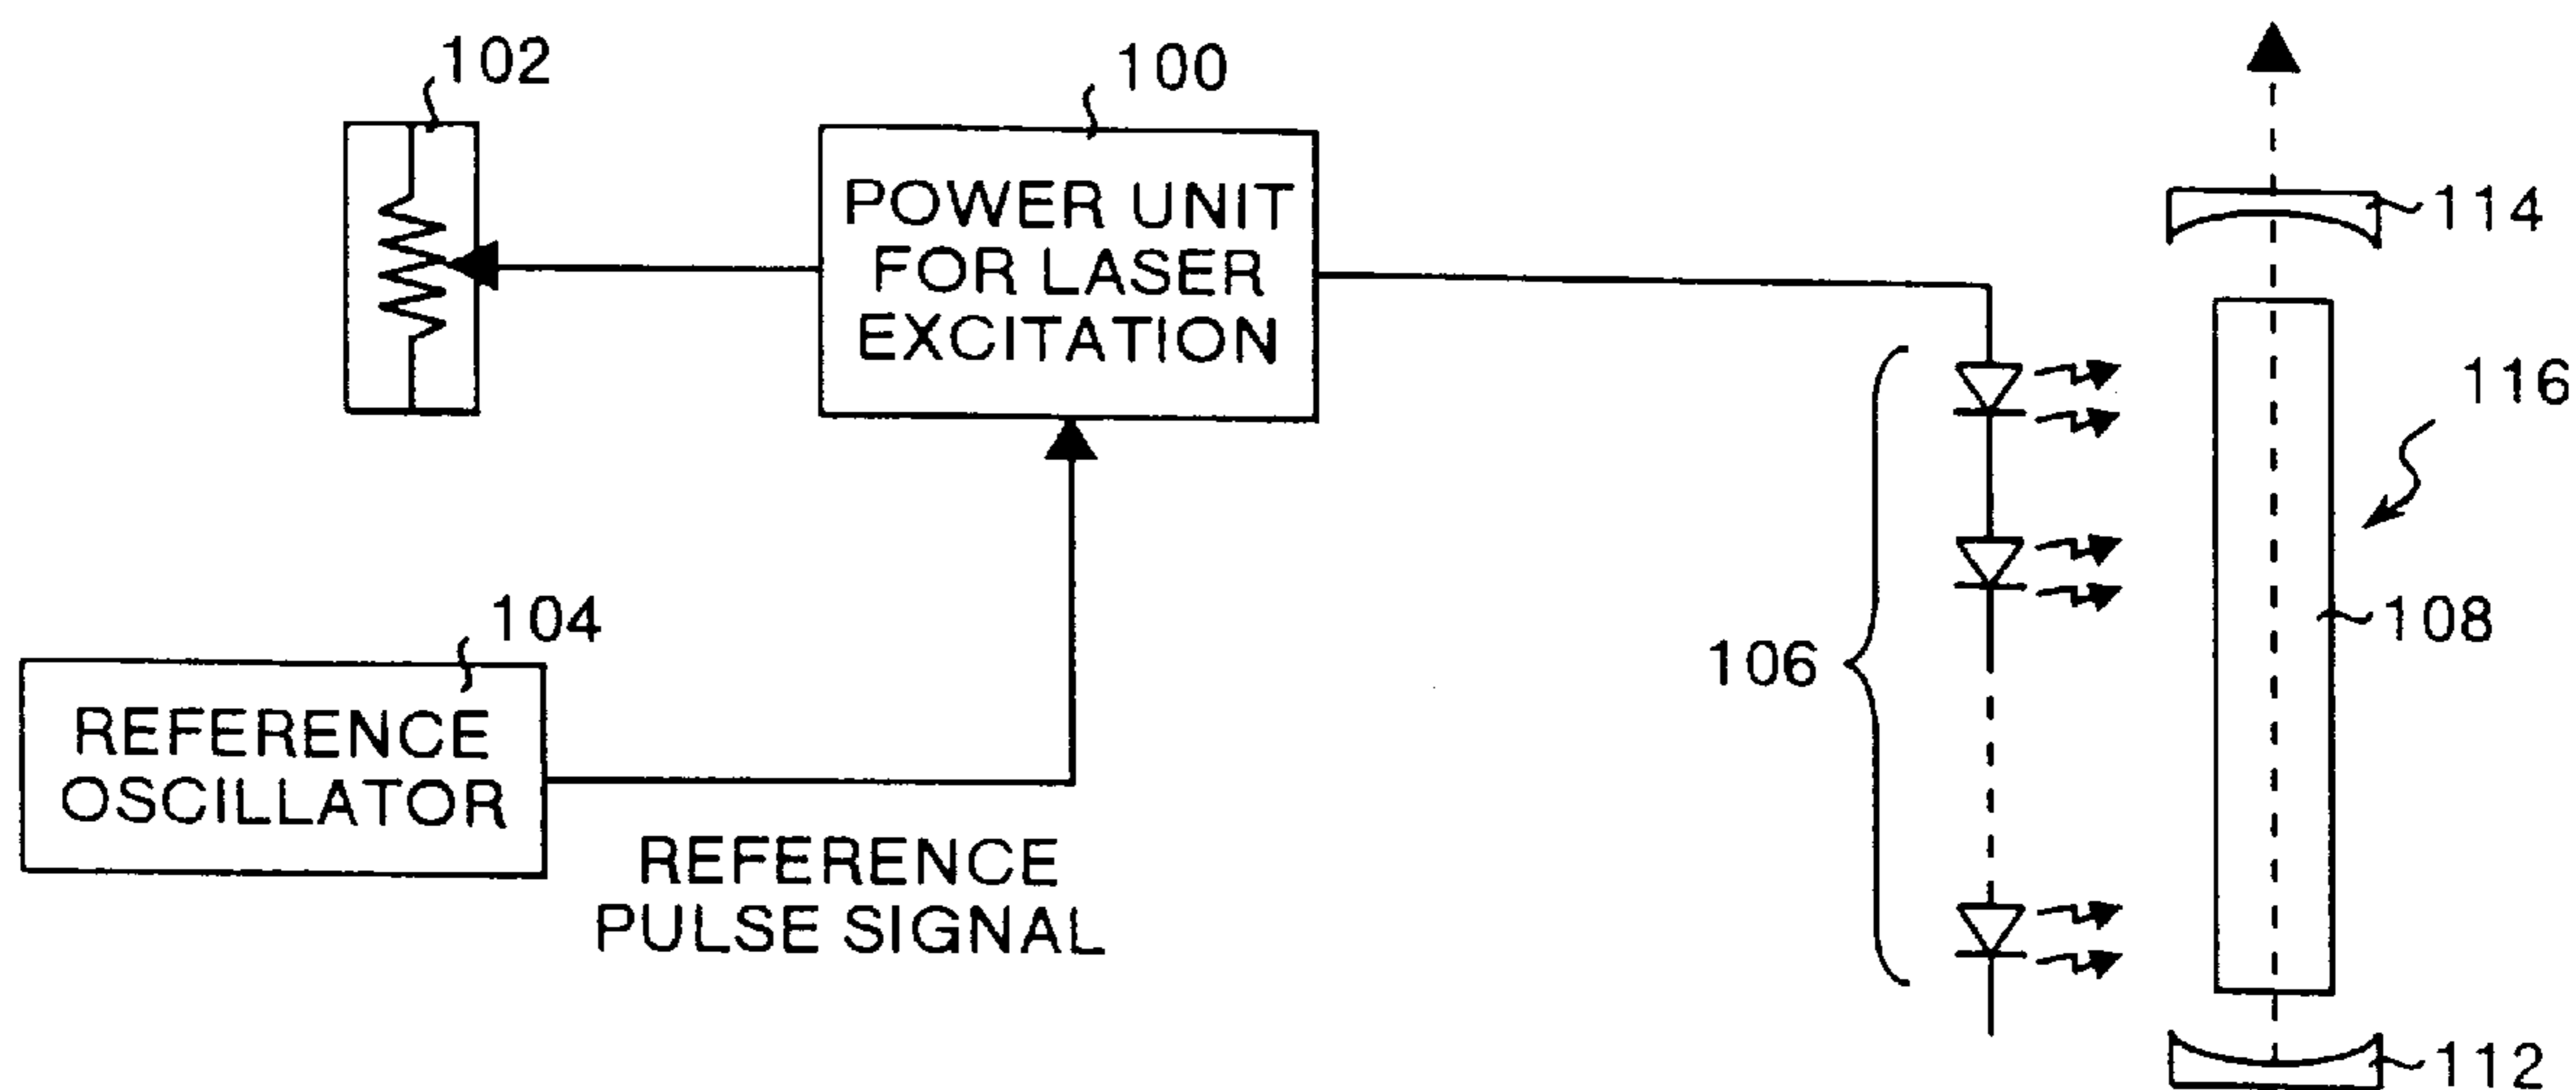 102
100
POWER UNIT
FOR LASER
EXCITATION
114
116
104
REFERENCE
OSCILLATOR
REFERENCE
PULSE SIGNAL
106
108
112